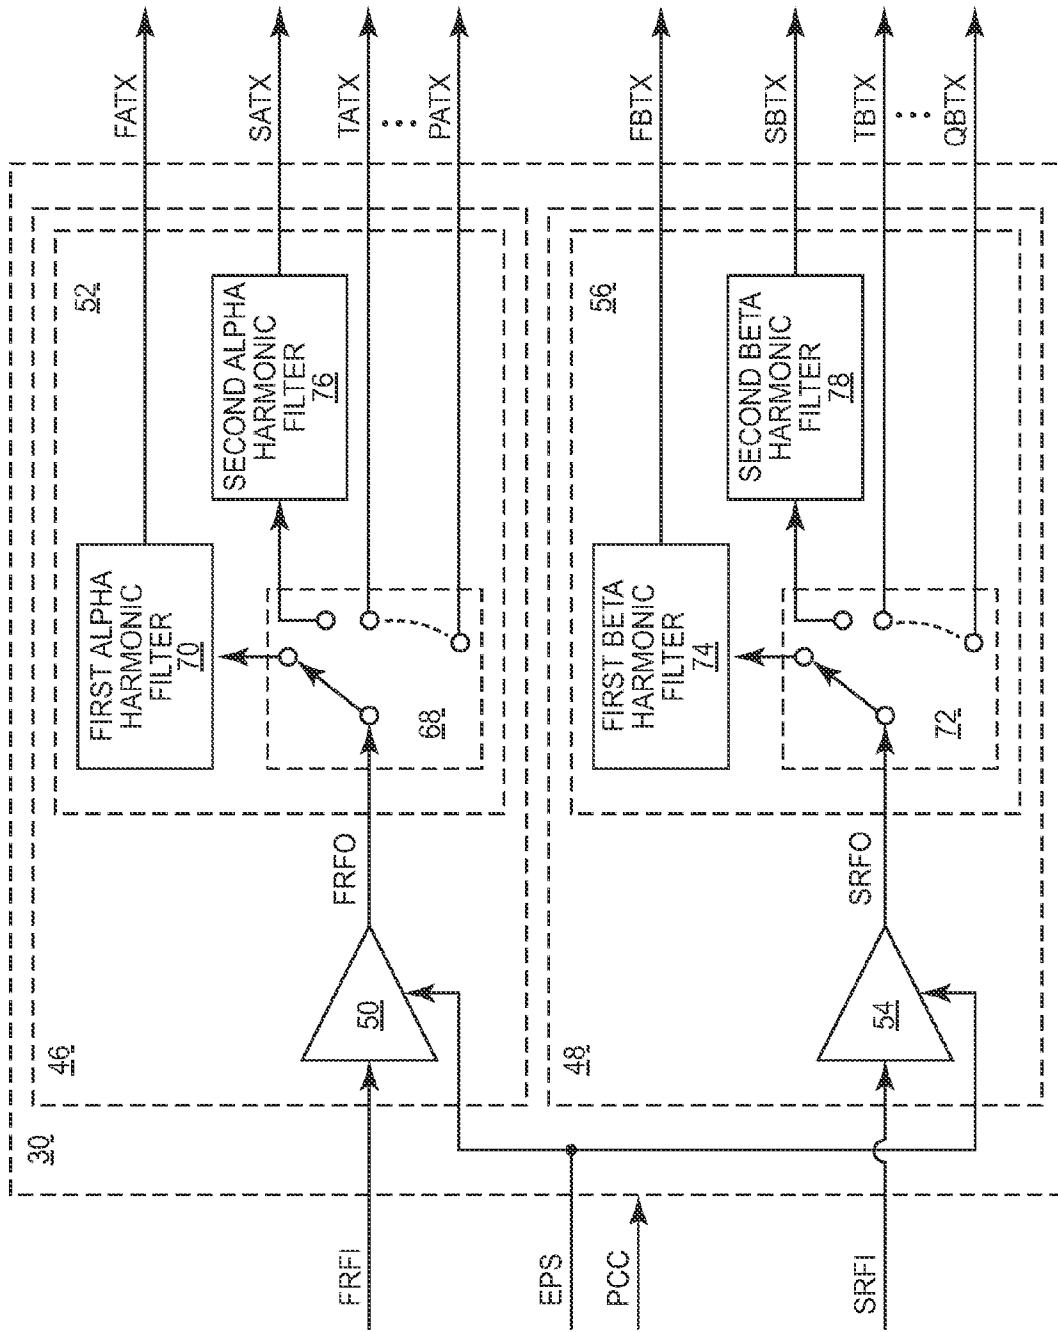 30
46
52
FRFI
50
FRFO
68
FIRST ALPHA
HARMONIC
FILTER
70
SECOND ALPHA
HARMONIC
FILTER
76
FATX
SATX
TATX
PATX
EPS
PCC
48
56
SRFI
54
SRFO
72
FIRST BETA
HARMONIC
FILTER
74
SECOND BETA
HARMONIC
FILTER
78
FBTX
SBTX
TBTX
QBTX